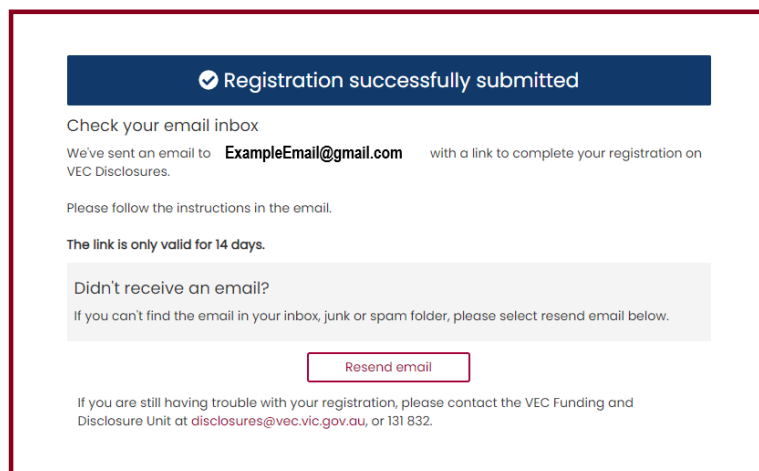 Registration successfully submitted
Check your email inbox
We've sent an email to ExampleEmail@gmail.com with a link to complete your registration on
VEC Disclosures.
Please follow the instructions in the email.
The link is only valid for 14 days.
Didn't receive an email?
If you can't find the email in your inbox, junk or spam folder, please select resend email below.
Resend email
If you are still having trouble with your registration, please contact the VEC Funding and
Disclosure Unit at disclosures@vec.vic.gov.au, or 131 832.